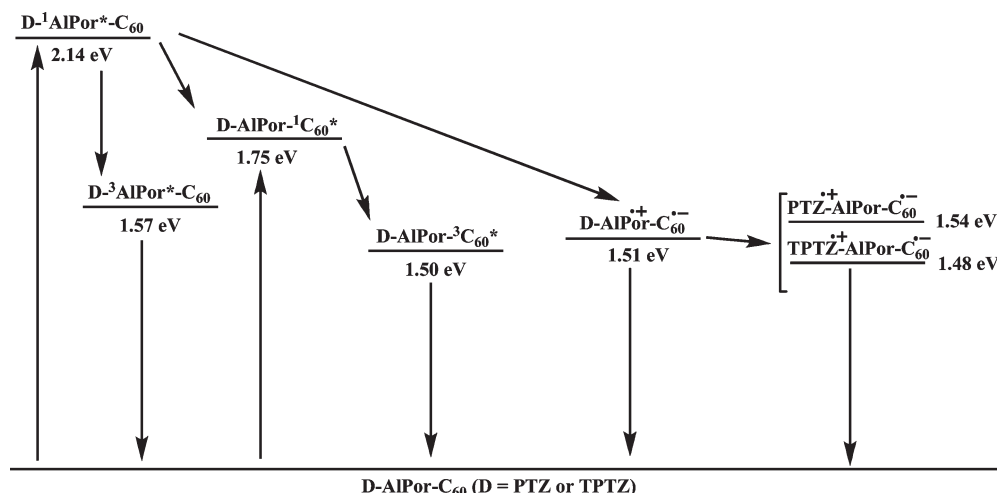 D-¹AlPor*-C₆₀
2.14 eV
D-AlPor-¹C₆₀*
1.75 eV
D-³AlPor*-C₆₀
1.57 eV
D-AlPor-³C₆₀*
1.50 eV
D-AlPor•+-C₆₀•−
1.51 eV
PTZ•+-AlPor-C₆₀•−
1.54 eV
TPTZ•+-AlPor-C₆₀•−
1.48 eV
D-AlPor-C₆₀ (D = PTZ or TPTZ)